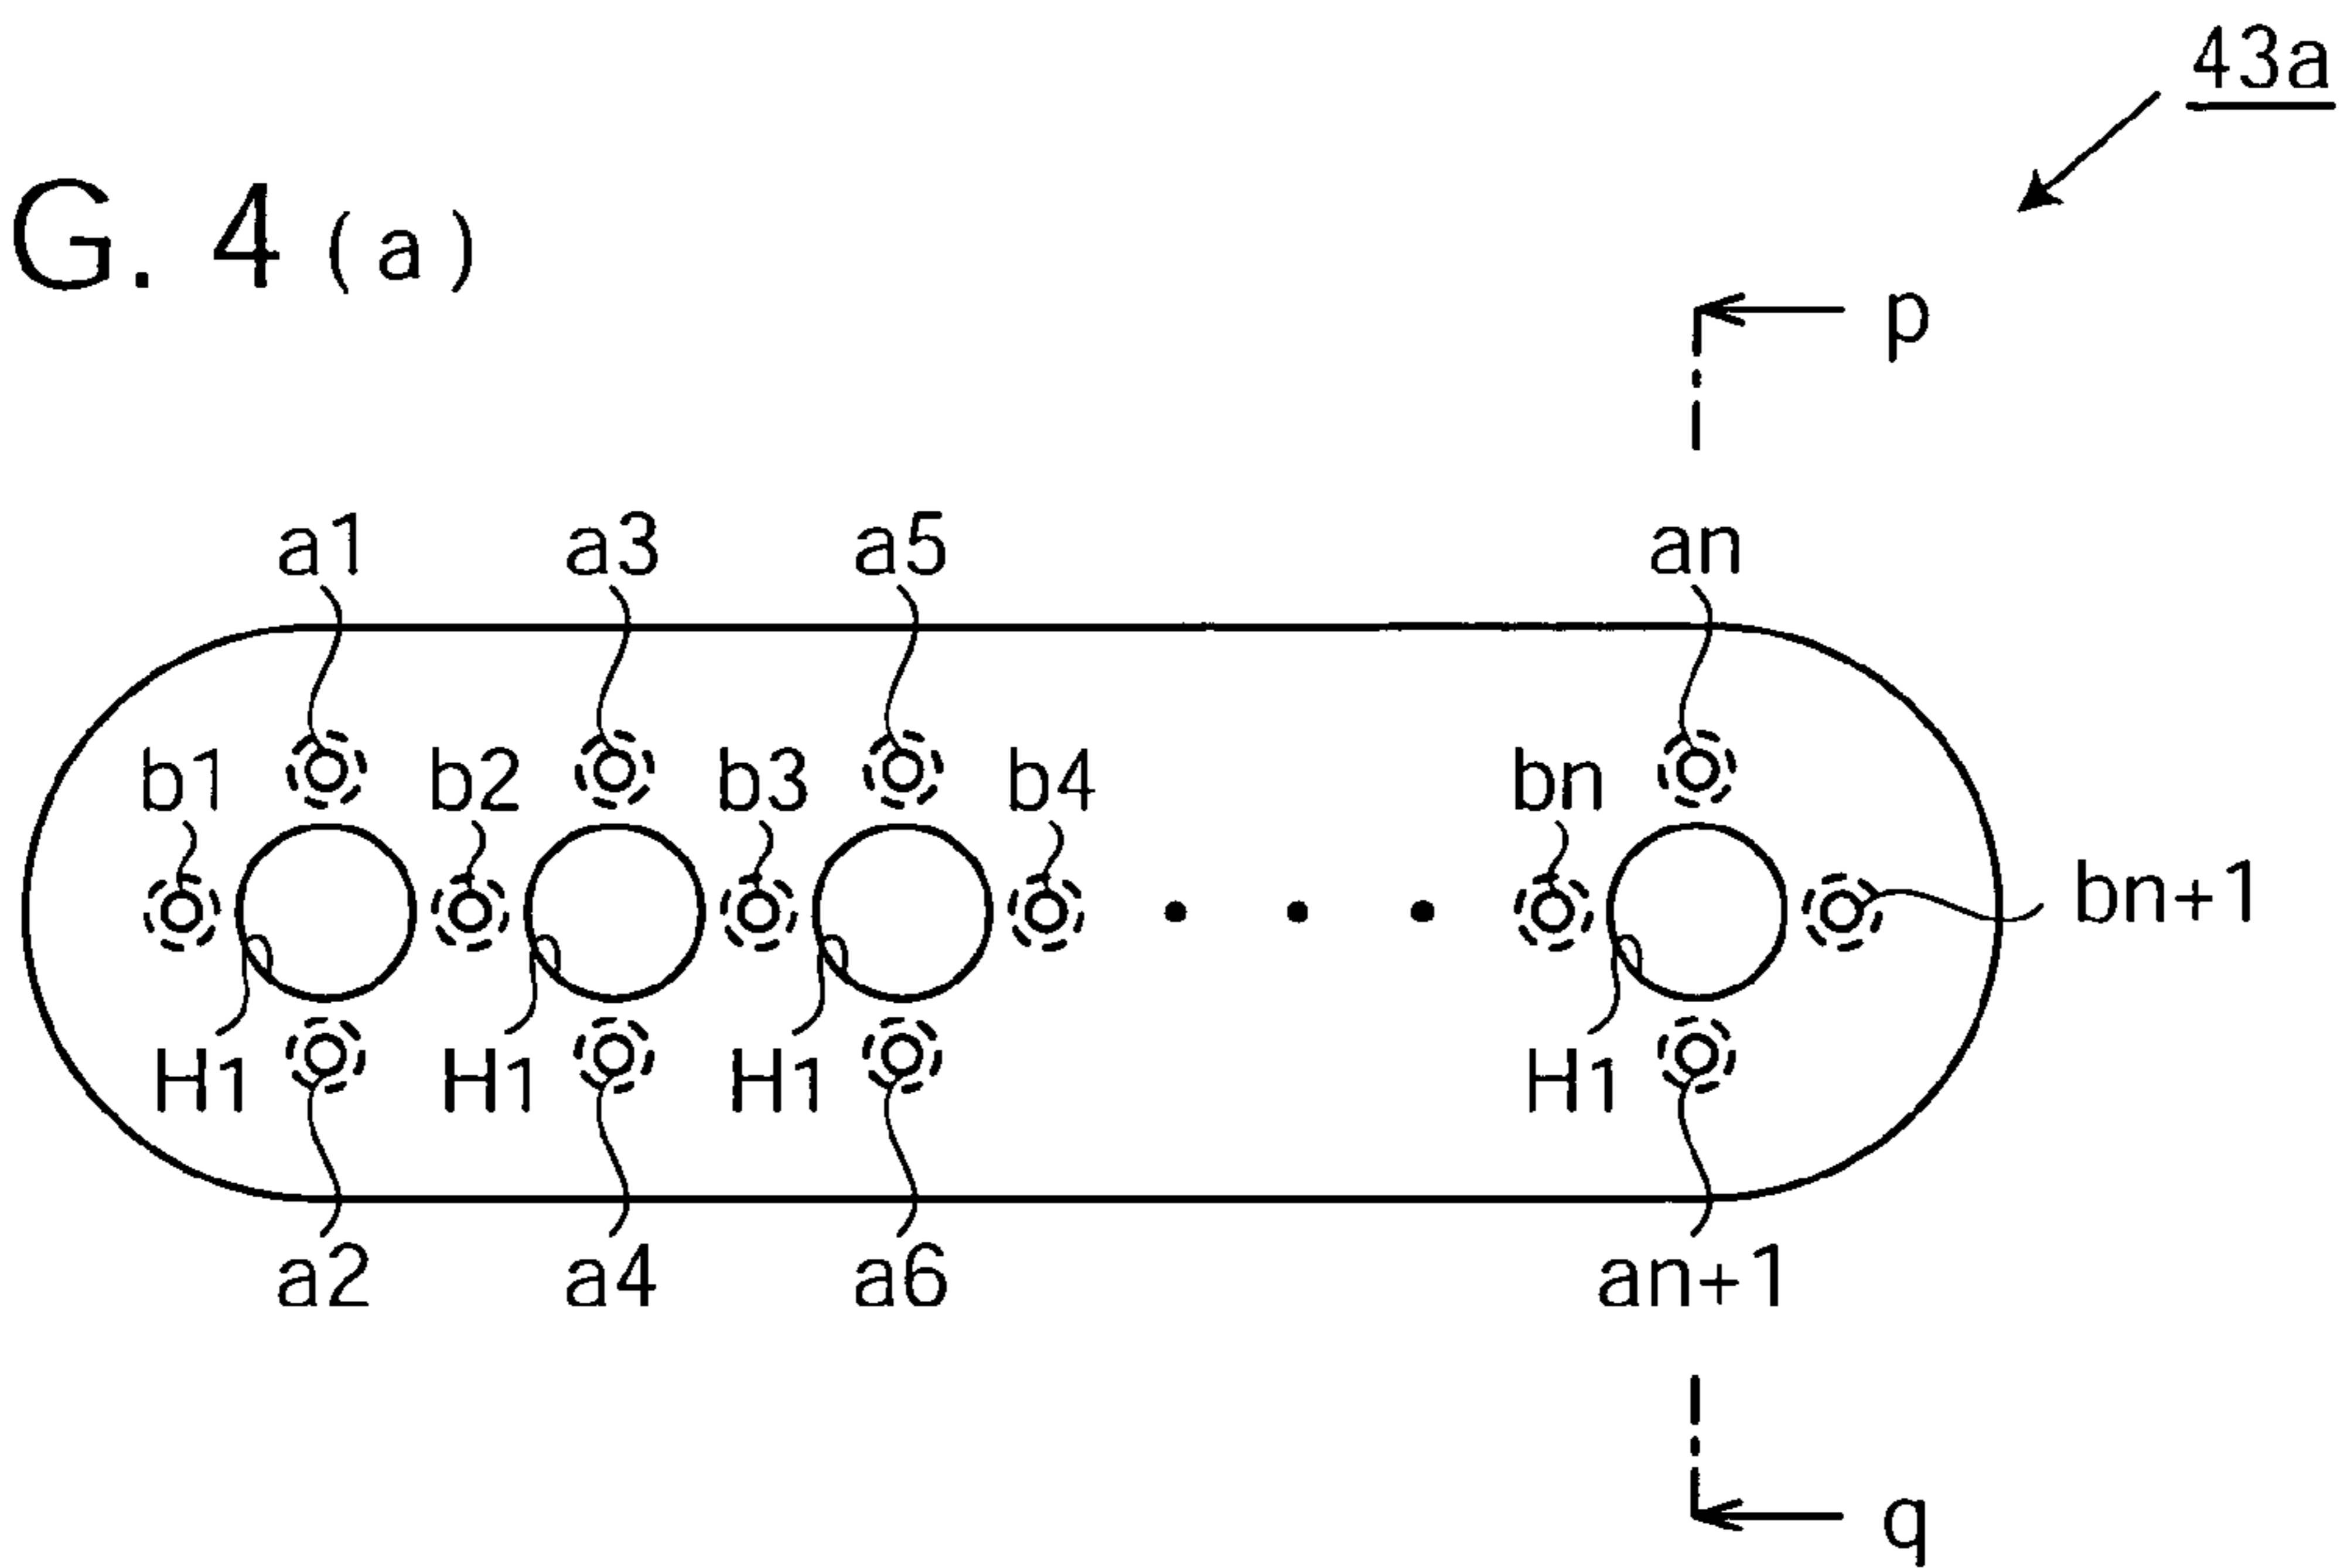 43a
G. 4 (a)
p
a1 a3 a5 an
b1 b2 b3 b4 bn
bn+1
H1 H1 H1 H1
a2 a4 a6 an+1
q